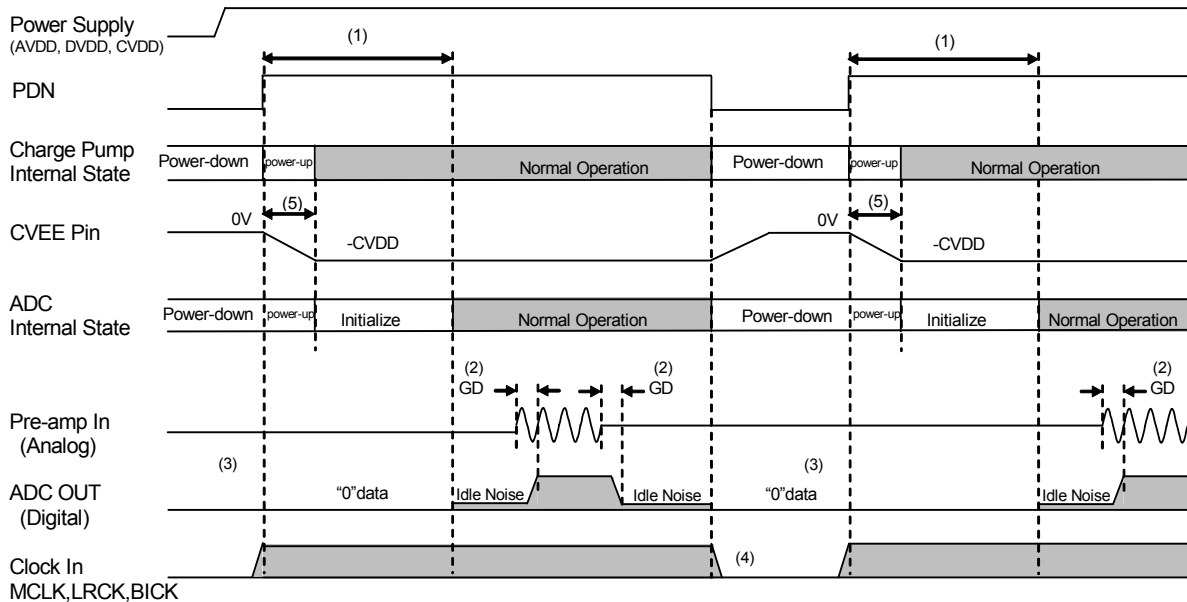 Power Supply
(AVDD, DVDD, CVDD)
(1)
(1)
PDN
Charge Pump
Internal State
Power-down
power-up
Normal Operation
Power-down
power-up
Normal Operation
(5)
(5)
CVEE Pin
0V
-CVDD
0V
-CVDD
ADC
Internal State
Power-down
power-up
Initialize
Normal Operation
Power-down
power-up
Initialize
Normal Operation
(2)
GD
(2)
GD
(2)
GD
Pre-amp In
(Analog)
(3)
(3)
ADC OUT
(Digital)
“0”data
Idle Noise
Idle Noise
“0”data
Idle Noise
(4)
Clock In
MCLK,LRCK,BICK